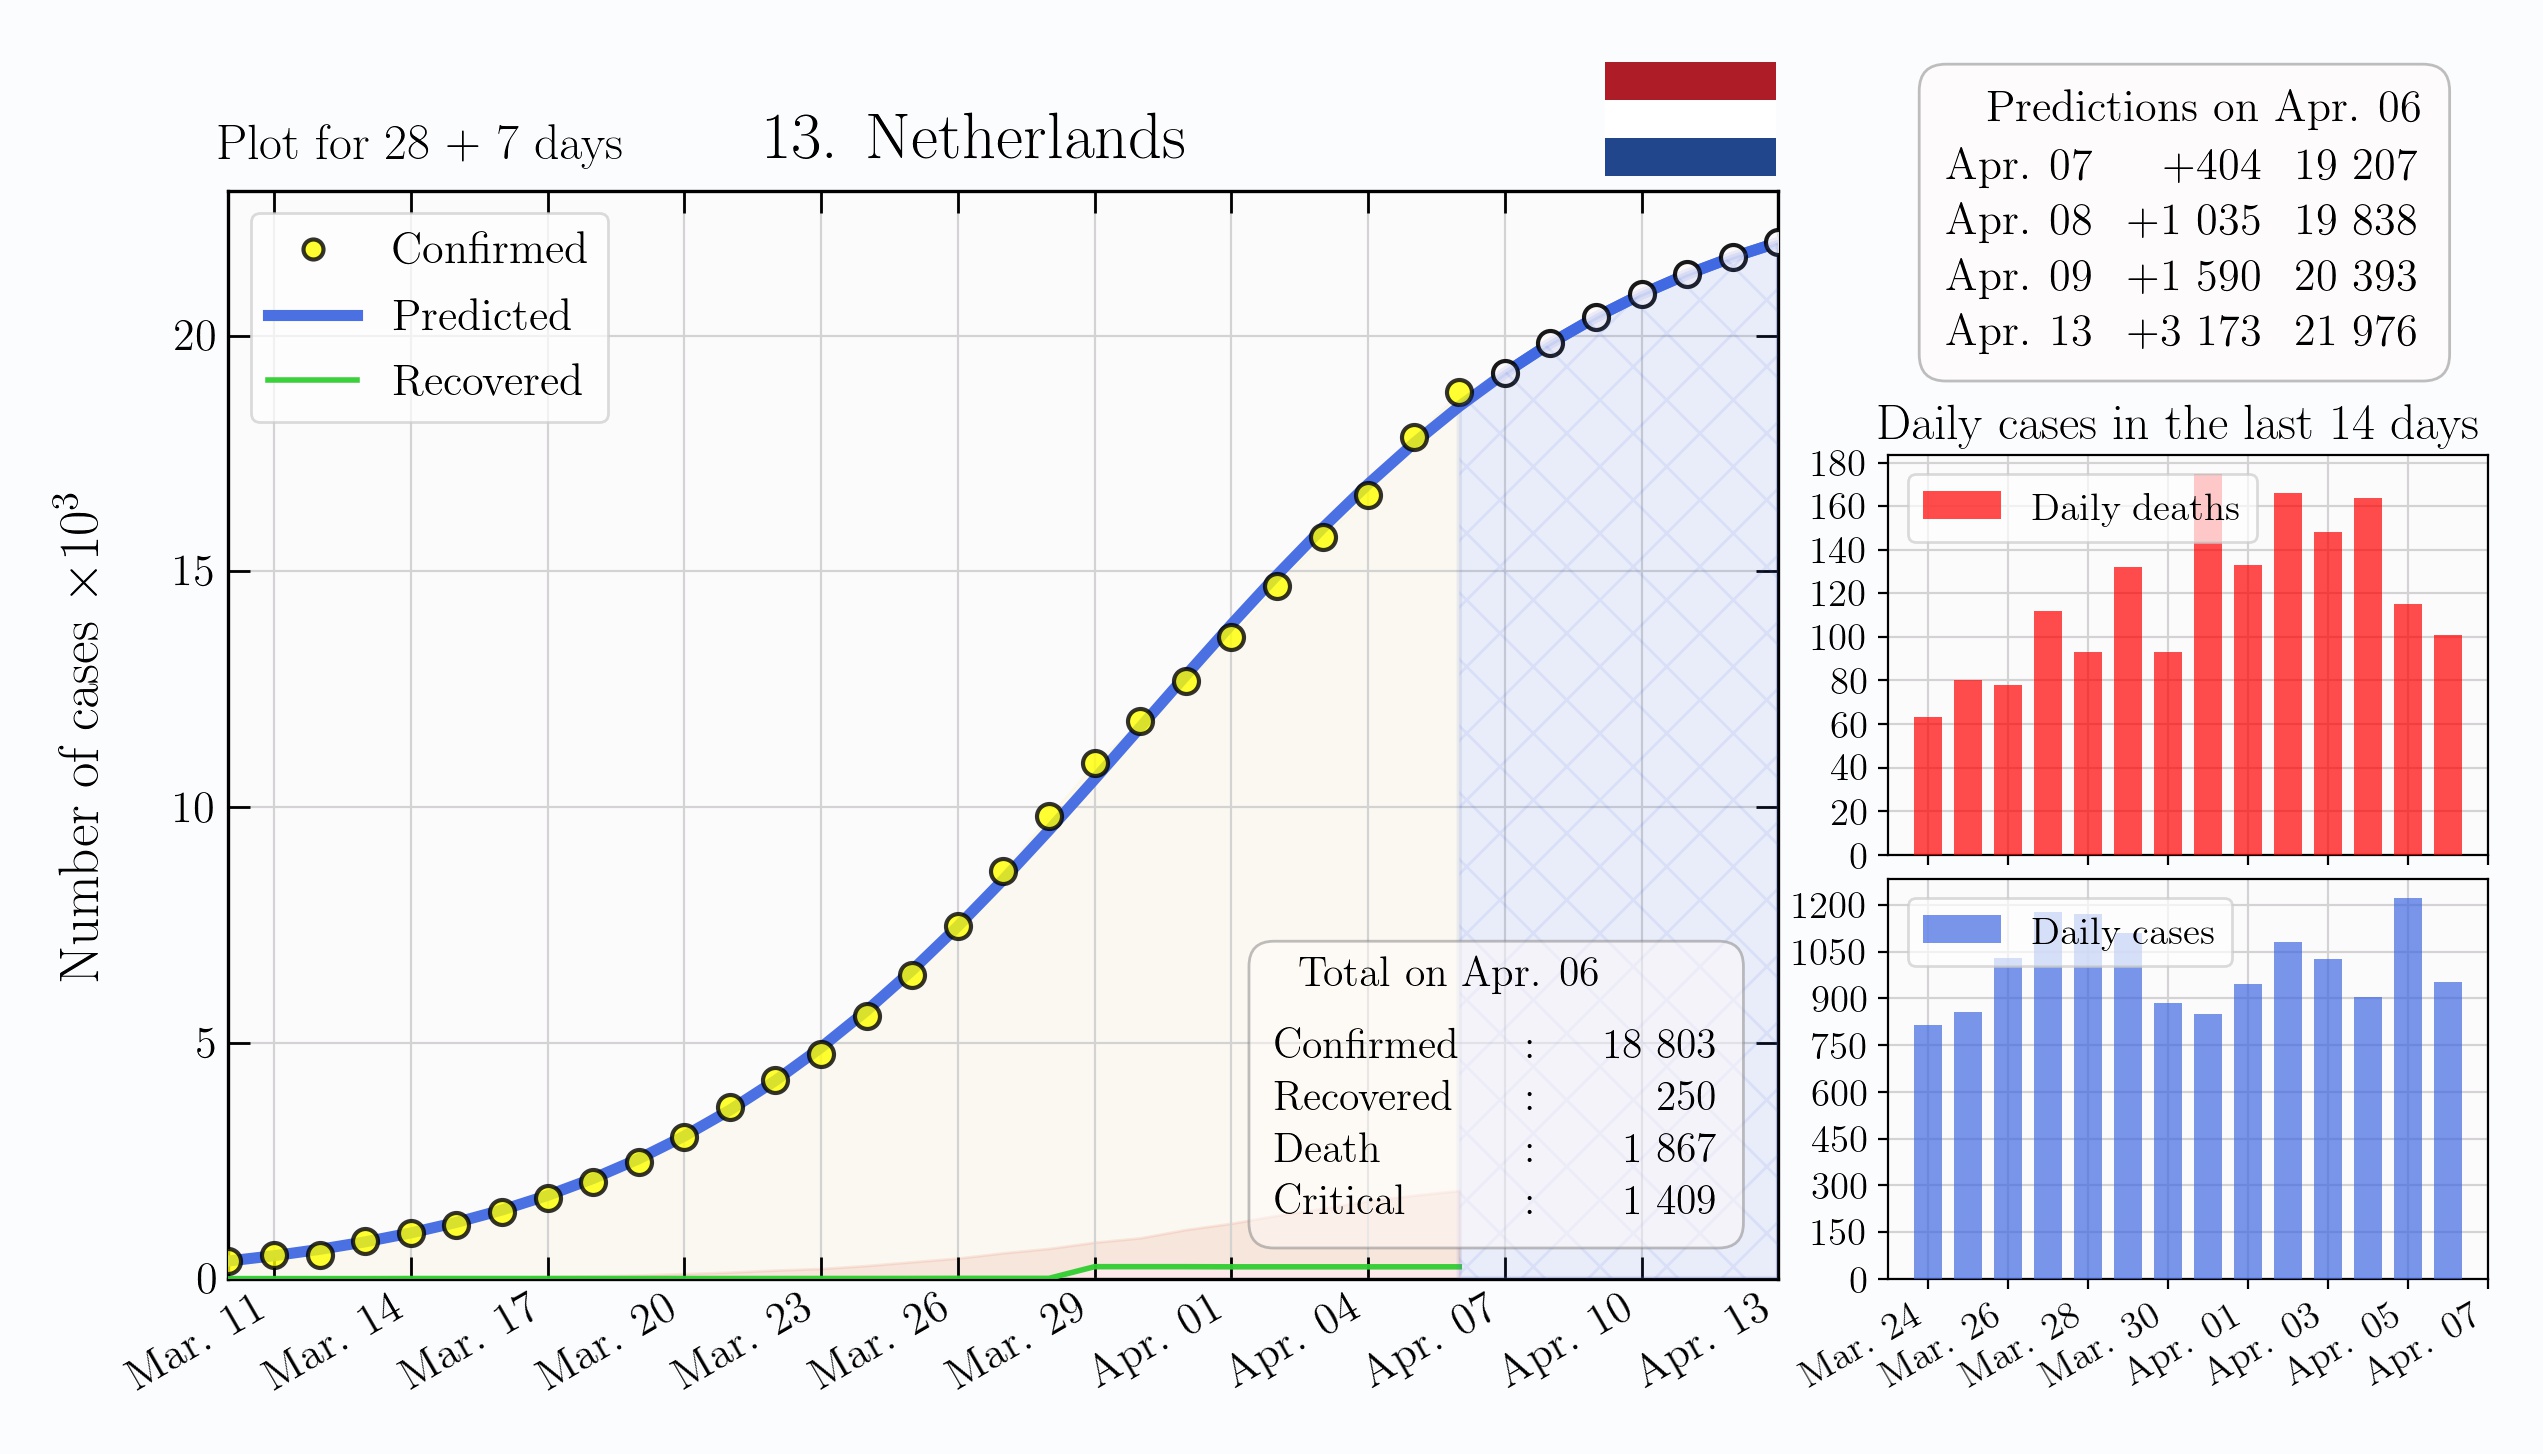 Plot for 28 + 7 days
13. Netherlands
Confirmed
Predicted
Recovered
Number of cases ×10³
20
15
10
5
0
Mar. 11
Mar. 14
Mar. 17
Mar. 20
Mar. 23
Mar. 26
Mar. 29
Apr. 01
Apr. 04
Apr. 07
Apr. 10
Apr. 13
Total on Apr. 06
Confirmed : 18 803
Recovered : 250
Death : 1 867
Critical : 1 409
Predictions on Apr. 06
Apr. 07 +404 19 207
Apr. 08 +1 035 19 838
Apr. 09 +1 590 20 393
Apr. 13 +3 173 21 976
Daily cases in the last 14 days
Daily deaths
180
160
140
120
100
80
60
40
20
0
Daily cases
1200
1050
900
750
600
450
300
150
0
Mar. 24
Mar. 26
Mar. 28
Mar. 30
Apr. 01
Apr. 03
Apr. 05
Apr. 07